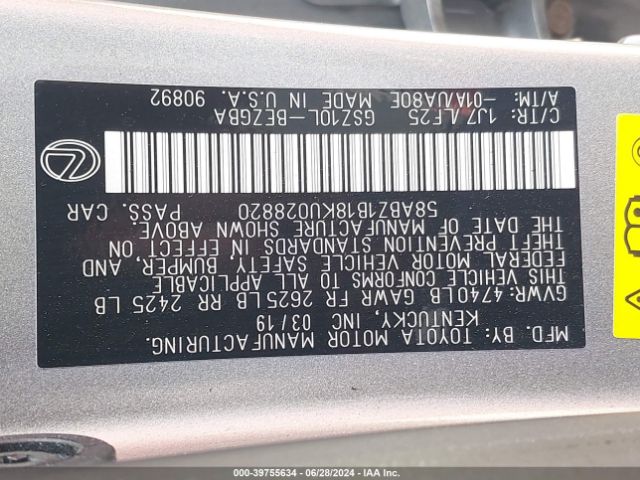 MFD. BY: TOYOTA MOTOR MANUFACTURING.
KENTUCKY, INC 03/19
GVWR: 4740LB GAWR FR 2625LB RR 2425 LB
THIS VEHICLE CONFORMS TO ALL APPLICABLE
FEDERAL MOTOR VEHICLE SAFETY, BUMPER, AND
THEFT PREVENTION STANDARDS IN EFFECT ON
THE DATE OF MANUFACTURE SHOWN ABOVE.
58ABZ1B18KU028820 PASS. CAR
C/TR: 1J7/LF25 GSZ10L-BEZGBA
A/TM: -01A/UA80E MADE IN U.S.A. 90892
00-39755634 - 06/28/2024 - IAA Inc.